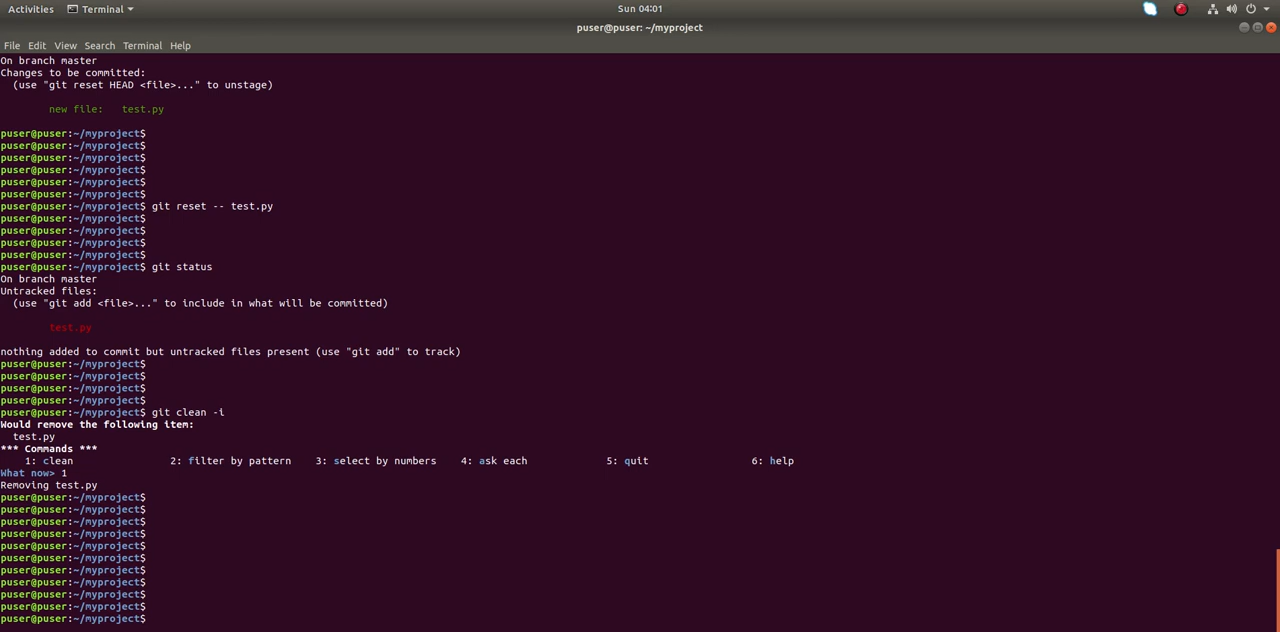 Activities Terminal Sun 04:01
puser@puser: ~/myproject
File Edit View Search Terminal Help
On branch master
Changes to be committed:
  (use "git reset HEAD <file>..." to unstage)
        new file:   test.py
puser@puser:~/myproject$
puser@puser:~/myproject$
puser@puser:~/myproject$
puser@puser:~/myproject$
puser@puser:~/myproject$
puser@puser:~/myproject$
puser@puser:~/myproject$ git reset -- test.py
puser@puser:~/myproject$
puser@puser:~/myproject$
puser@puser:~/myproject$
puser@puser:~/myproject$
puser@puser:~/myproject$ git status
On branch master
Untracked files:
  (use "git add <file>..." to include in what will be committed)
        test.py
nothing added to commit but untracked files present (use "git add" to track)
puser@puser:~/myproject$
puser@puser:~/myproject$
puser@puser:~/myproject$
puser@puser:~/myproject$
puser@puser:~/myproject$ git clean -i
Would remove the following item:
  test.py
*** Commands ***
    1: clean                2: filter by pattern    3: select by numbers    4: ask each             5: quit                 6: help
What now> 1
Removing test.py
puser@puser:~/myproject$
puser@puser:~/myproject$
puser@puser:~/myproject$
puser@puser:~/myproject$
puser@puser:~/myproject$
puser@puser:~/myproject$
puser@puser:~/myproject$
puser@puser:~/myproject$
puser@puser:~/myproject$
puser@puser:~/myproject$
puser@puser:~/myproject$